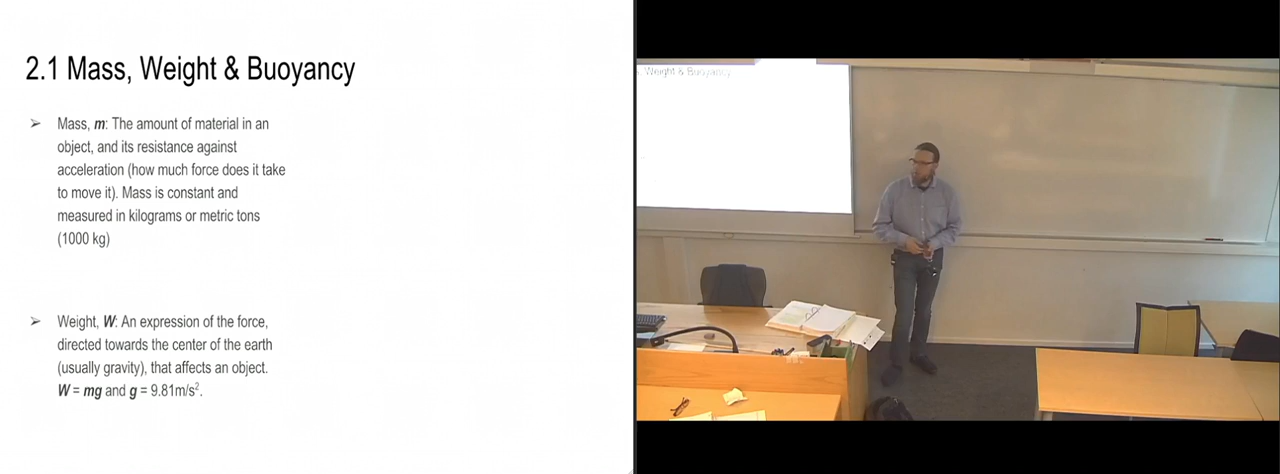 2.1 Mass, Weight & Buoyancy
➢ Mass, m: The amount of material in an
object, and its resistance against
acceleration (how much force does it take
to move it). Mass is constant and
measured in kilograms or metric tons
(1000 kg)
➢ Weight, W: An expression of the force,
directed towards the center of the earth
(usually gravity), that affects an object.
W = mg and g = 9.81m/s².
Weight & Buoyancy